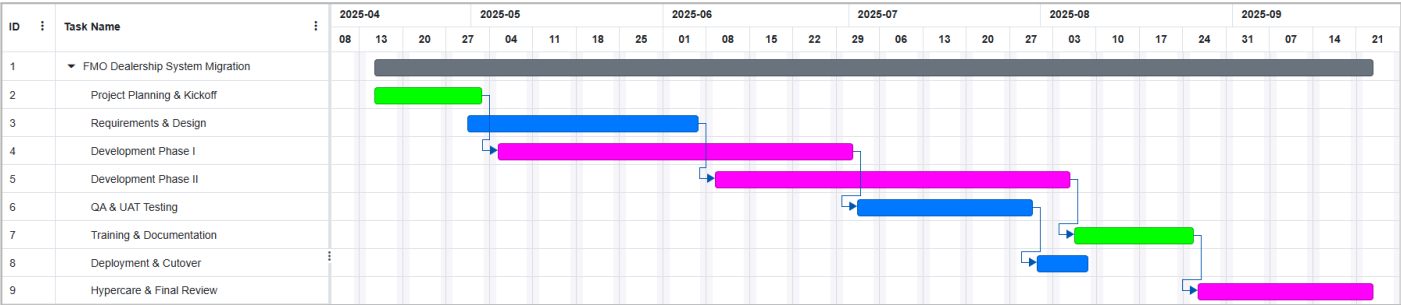 ID Task Name 2025-04 2025-05 2025-06 2025-07 2025-08 2025-09
08 13 20 27 04 11 18 25 01 08 15 22 29 06 13 20 27 03 10 17 24 31 07 14 21
1 FMO Dealership System Migration
2 Project Planning & Kickoff
3 Requirements & Design
4 Development Phase I
5 Development Phase II
6 QA & UAT Testing
7 Training & Documentation
8 Deployment & Cutover
9 Hypercare & Final Review